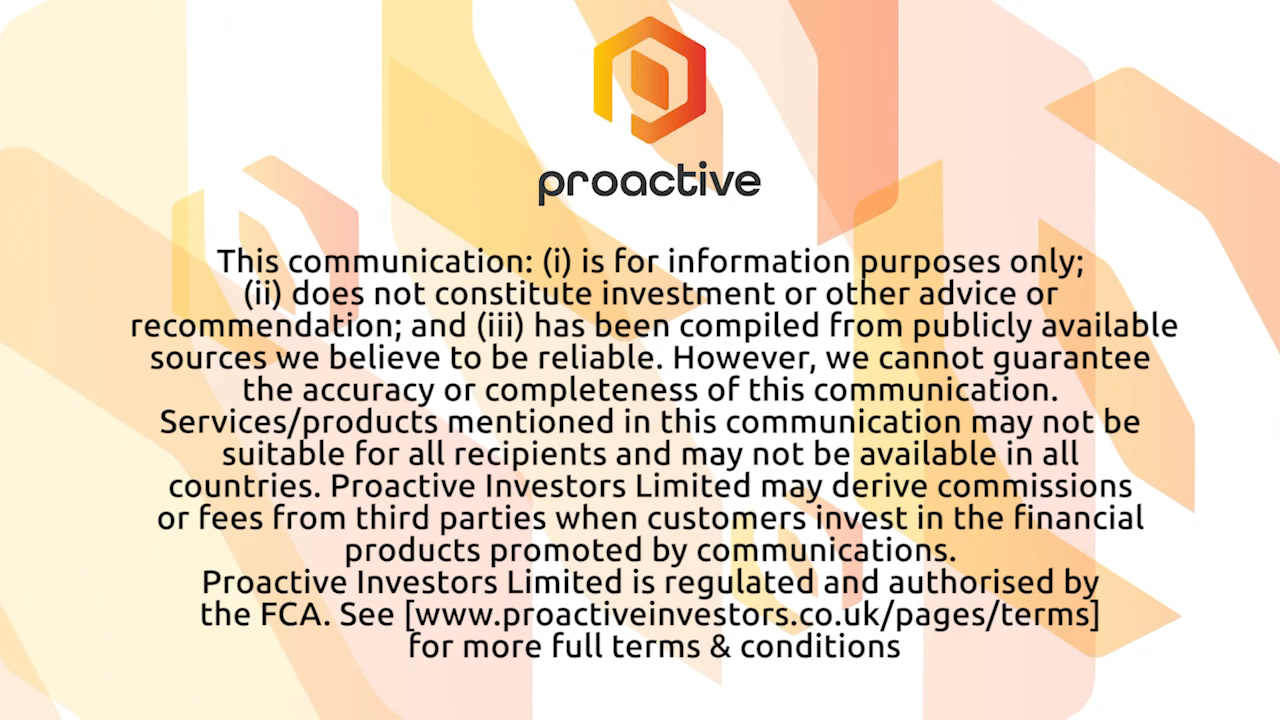 proactive
This communication: (i) is for information purposes only;
(ii) does not constitute investment or other advice or
recommendation; and (iii) has been compiled from publicly available
sources we believe to be reliable. However, we cannot guarantee
the accuracy or completeness of this communication.
Services/products mentioned in this communication may not be
suitable for all recipients and may not be available in all
countries. Proactive Investors Limited may derive commissions
or fees from third parties when customers invest in the financial
products promoted by communications.
Proactive Investors Limited is regulated and authorised by
the FCA. See [www.proactiveinvestors.co.uk/pages/terms]
for more full terms & conditions